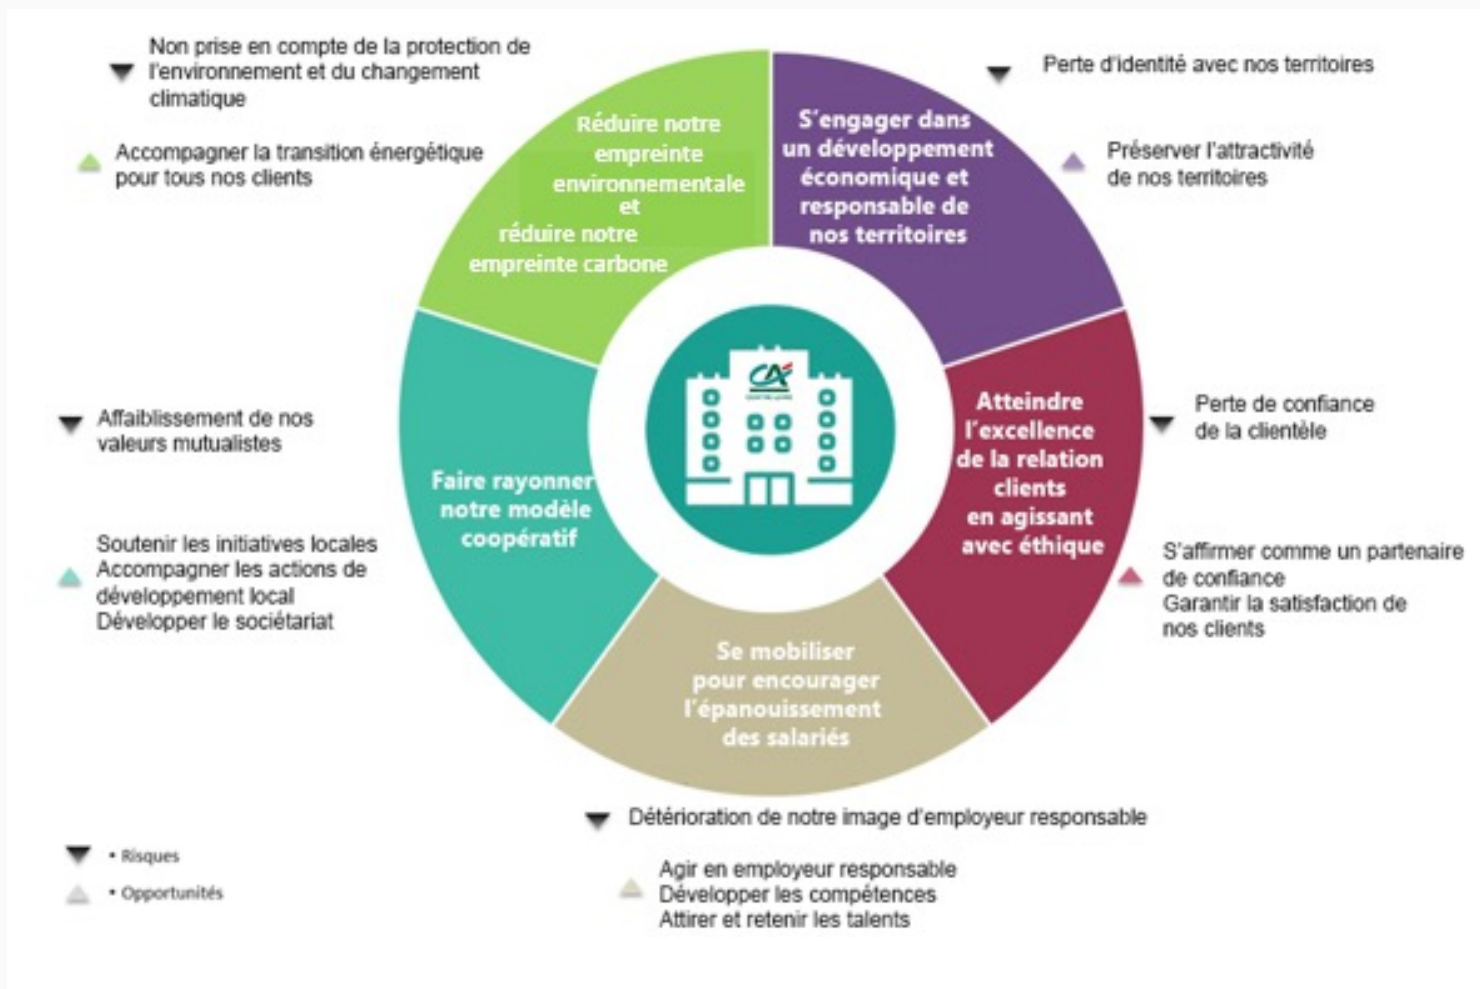 Non prise en compte de la protection de
l'environnement et du changement
climatique
Accompagner la transition énergétique
pour tous nos clients
Réduire notre
empreinte
environnementale
et
réduire notre
empreinte carbone
S'engager dans
un développement
économique et
responsable de
nos territoires
Perte d'identité avec nos territoires
Préserver l'attractivité
de nos territoires
Affaiblissement de nos
valeurs mutualistes
Soutenir les initiatives locales
Accompagner les actions de
développement local
Développer le sociétariat
Faire rayonner
notre modèle
coopératif
CA
Atteindre
l'excellence
de la relation
clients
en agissant
avec éthique
Perte de confiance
de la clientèle
S'affirmer comme un partenaire
de confiance
Garantir la satisfaction de
nos clients
Se mobiliser
pour encourager
l'épanouissement
des salariés
Détérioration de notre image d'employeur responsable
Agir en employeur responsable
Développer les compétences
Attirer et retenir les talents
• Risques
• Opportunités